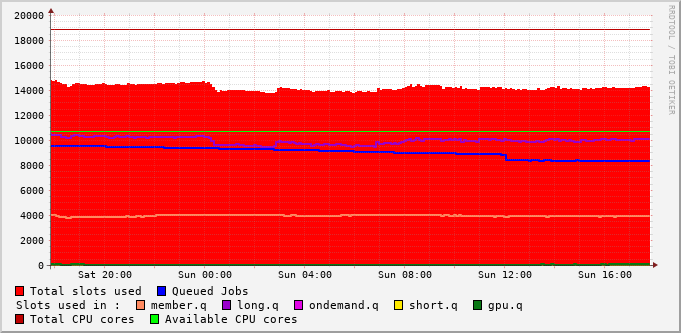 RRDTOOL / TOBI OETIKER
20000
18000
16000
14000
12000
10000
8000
6000
4000
2000
0
Sat 20:00 Sun 00:00 Sun 04:00 Sun 08:00 Sun 12:00 Sun 16:00
Total slots used Queued Jobs
Slots used in : member.q long.q ondemand.q short.q gpu.q
Total CPU cores Available CPU cores